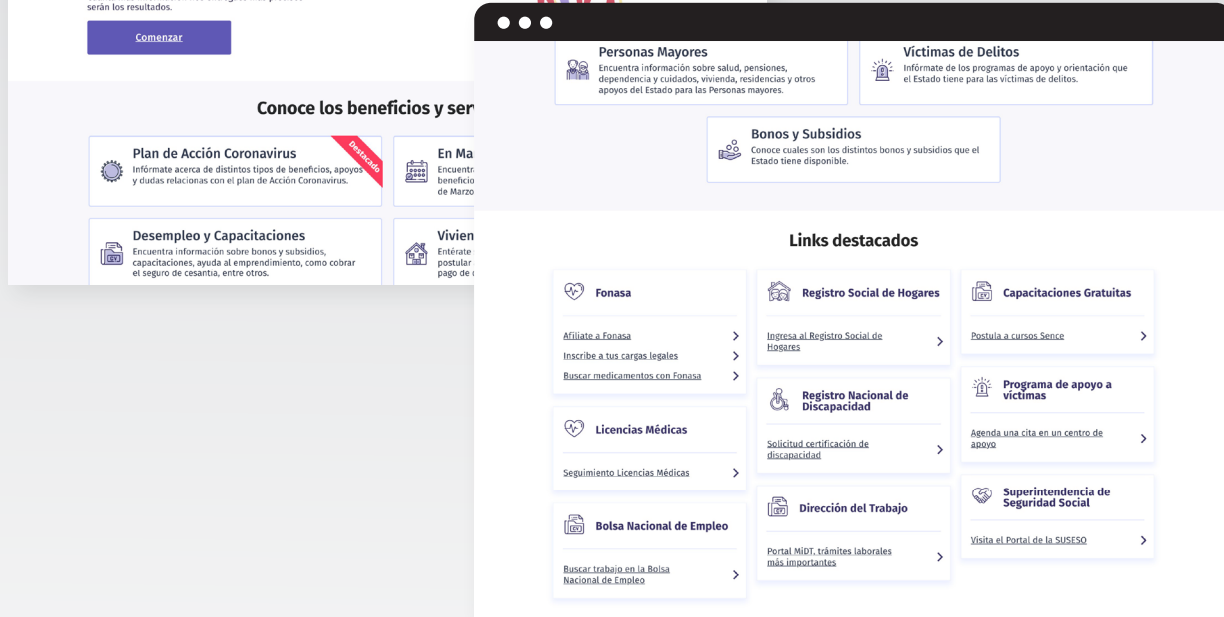 serán los resultados.
Comenzar
Conoce los beneficios y ser
Plan de Acción Coronavirus
Infórmate acerca de distintos tipos de beneficios, apoyos
y dudas relacionas con el plan de Acción Coronavirus.
Destacado
En Ma
Encuentr
beneficio
de Marzo
Desempleo y Capacitaciones
Encuentra información sobre bonos y subsidios,
capacitaciones, ayuda al emprendimiento, como cobrar
el seguro de cesantía, entre otros.
Vivien
Entérate
postular
pago de
Personas Mayores
Encuentra información sobre salud, pensiones,
dependencia y cuidados, vivienda, residencias y otros
apoyos del Estado para las Personas mayores.
Víctimas de Delitos
Infórmate de los programas de apoyo y orientación que
el Estado tiene para las víctimas de delitos.
Bonos y Subsidios
Conoce cuales son los distintos bonos y subsidios que el
Estado tiene disponible.
Links destacados
Fonasa
Afíliate a Fonasa
Inscribe a tus cargas legales
Buscar medicamentos con Fonasa
Licencias Médicas
Seguimiento Licencias Médicas
Bolsa Nacional de Empleo
Buscar trabajo en la Bolsa
Nacional de Empleo
Registro Social de Hogares
Ingresa al Registro Social de
Hogares
Registro Nacional de
Discapacidad
Solicitud certificación de
discapacidad
Dirección del Trabajo
Portal MiDT, trámites laborales
más importantes
Capacitaciones Gratuitas
Postula a cursos Sence
Programa de apoyo a
víctimas
Agenda una cita en un centro de
apoyo
Superintendencia de
Seguridad Social
Visita el Portal de la SUSESO